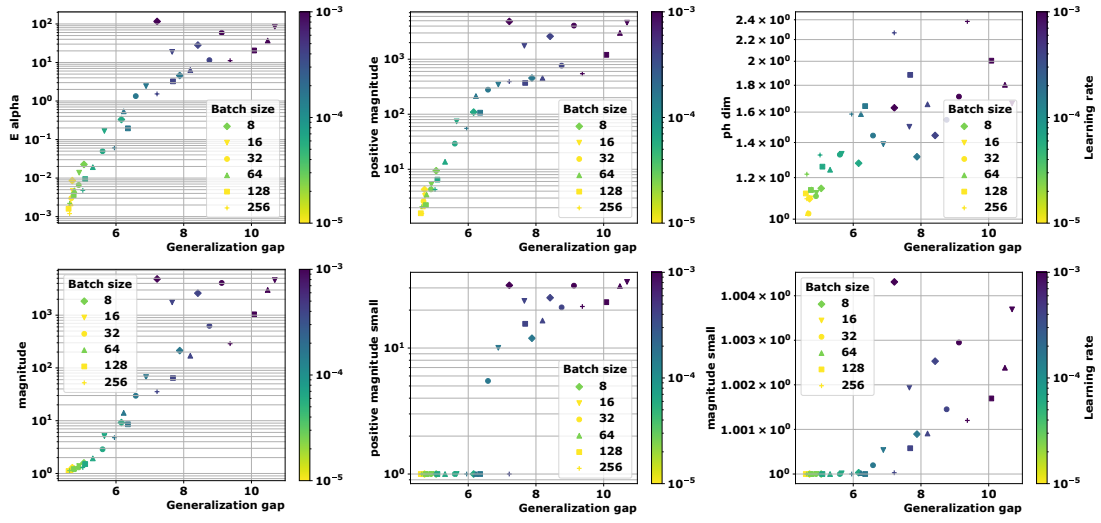 10²
10¹
10⁰
10⁻¹
10⁻²
10⁻³
E alpha
6
8
10
Generalization gap
Batch size
8
16
32
64
128
256
10⁻³
10⁻⁴
10⁻⁵
10³
10²
10¹
positive magnitude
6
8
10
Generalization gap
Batch size
8
16
32
64
128
256
10⁻³
10⁻⁴
10⁻⁵
2.4 × 10⁰
2.2 × 10⁰
2 × 10⁰
1.8 × 10⁰
1.6 × 10⁰
1.4 × 10⁰
1.2 × 10⁰
1 × 10⁰
ph dim
6
8
10
Generalization gap
Batch size
8
16
32
64
128
256
10⁻³
10⁻⁴
10⁻⁵
Learning rate
10³
10²
10¹
10⁰
magnitude
6
8
10
Generalization gap
Batch size
8
16
32
64
128
256
10⁻³
10⁻⁴
10⁻⁵
10¹
10⁰
positive magnitude small
6
8
10
Generalization gap
Batch size
8
16
32
64
128
256
10⁻³
10⁻⁴
10⁻⁵
1.004 × 10⁰
1.003 × 10⁰
1.002 × 10⁰
1.001 × 10⁰
1 × 10⁰
magnitude small
6
8
10
Generalization gap
Batch size
8
16
32
64
128
256
10⁻³
10⁻⁴
10⁻⁵
Learning rate